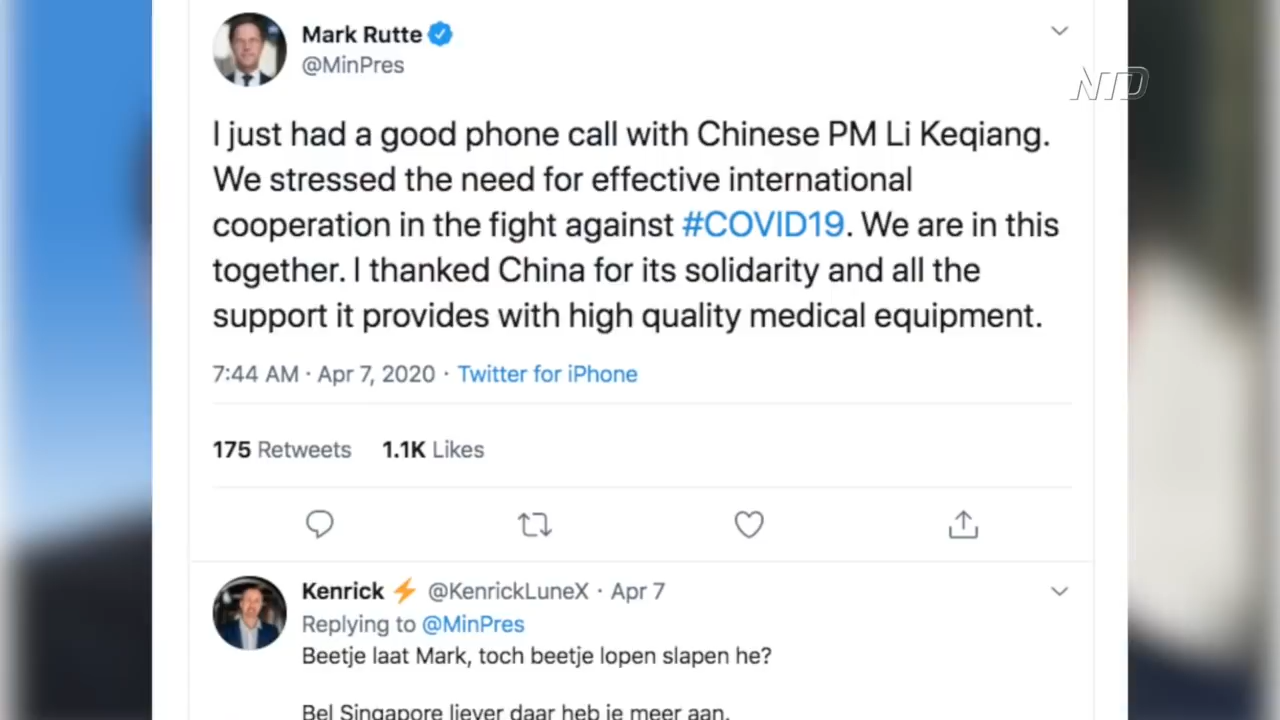 Mark Rutte
@MinPres
NTD
I just had a good phone call with Chinese PM Li Keqiang.
We stressed the need for effective international
cooperation in the fight against #COVID19. We are in this
together. I thanked China for its solidarity and all the
support it provides with high quality medical equipment.
7:44 AM · Apr 7, 2020 · Twitter for iPhone
175 Retweets 1.1K Likes
Kenrick ⚡ @KenrickLuneX · Apr 7
Replying to @MinPres
Beetje laat Mark, toch beetje lopen slapen he?
Bel Singapore liever daar heb je meer aan.